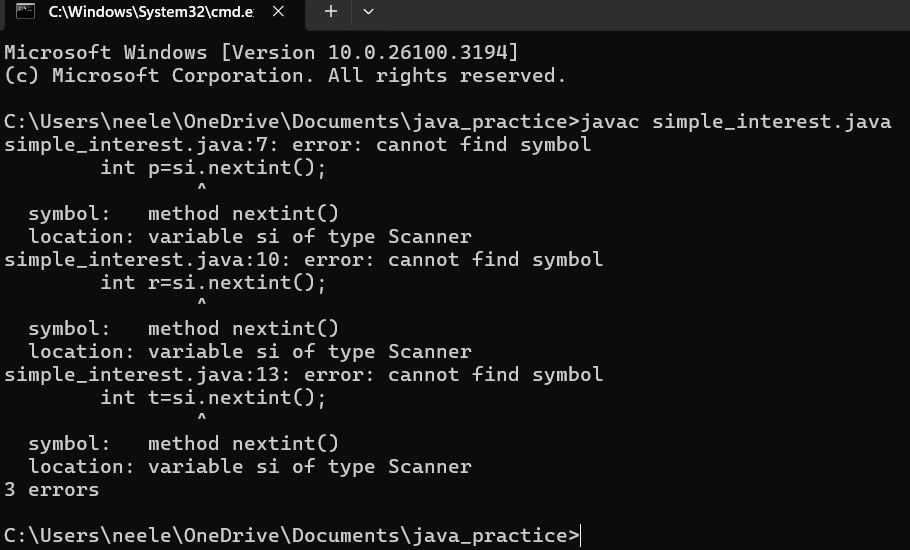 C:\Windows\System32\cmd.e
Microsoft Windows [Version 10.0.26100.3194]
(c) Microsoft Corporation. All rights reserved.
C:\Users\neele\OneDrive\Documents\java_practice>javac simple_interest.java
simple_interest.java:7: error: cannot find symbol
        int p=si.nextint();
                ^
  symbol:   method nextint()
  location: variable si of type Scanner
simple_interest.java:10: error: cannot find symbol
        int r=si.nextint();
                ^
  symbol:   method nextint()
  location: variable si of type Scanner
simple_interest.java:13: error: cannot find symbol
        int t=si.nextint();
                ^
  symbol:   method nextint()
  location: variable si of type Scanner
3 errors
C:\Users\neele\OneDrive\Documents\java_practice>